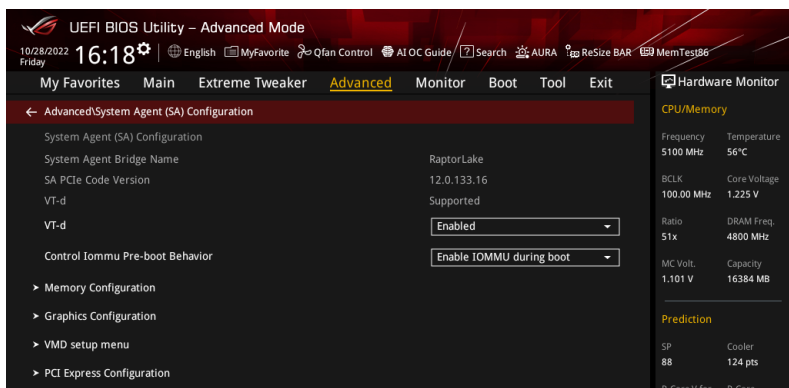 UEFI BIOS Utility – Advanced Mode
10/28/2022 Friday 16:18 English MyFavorite Qfan Control AI OC Guide ? Search AURA ReSize BAR MemTest86
My Favorites Main Extreme Tweaker Advanced Monitor Boot Tool Exit
← Advanced\System Agent (SA) Configuration
System Agent (SA) Configuration
System Agent Bridge Name RaptorLake
SA PCIe Code Version 12.0.133.16
VT-d Supported
VT-d Enabled
Control Iommu Pre-boot Behavior Enable IOMMU during boot
> Memory Configuration
> Graphics Configuration
> VMD setup menu
> PCI Express Configuration
Hardware Monitor
CPU/Memory
Frequency Temperature
5100 MHz 56°C
BCLK Core Voltage
100.00 MHz 1.225 V
Ratio DRAM Freq.
51x 4800 MHz
MC Volt. Capacity
1.101 V 16384 MB
Prediction
SP Cooler
88 124 pts